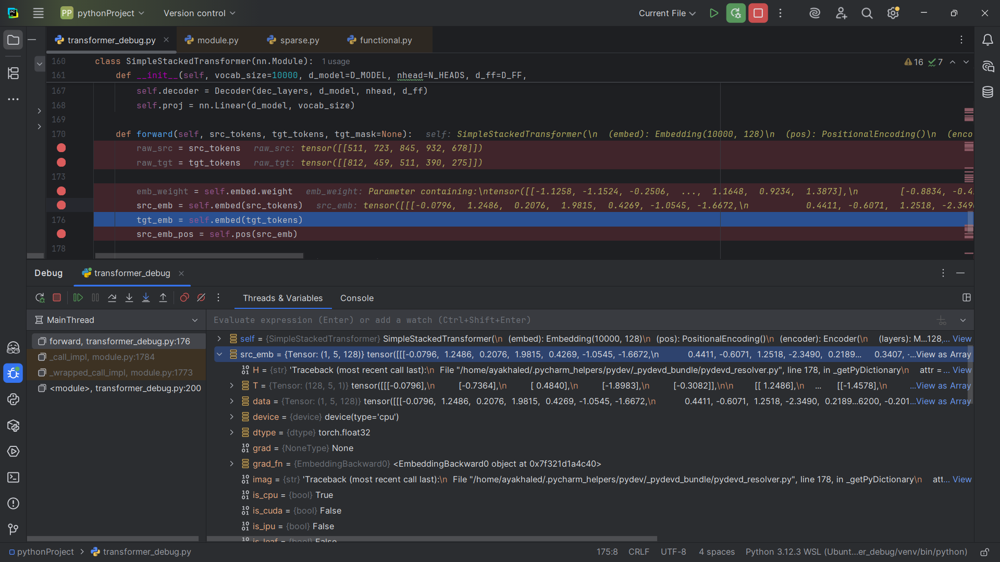 PC
PP pythonProject
Version control
Current File
transformer_debug.py
module.py
sparse.py
functional.py
160 class SimpleStackedTransformer(nn.Module): 1 usage
16 7
161 def __init__(self, vocab_size=10000, d_model=D_MODEL, nhead=N_HEADS, d_ff=D_FF,
167 self.decoder = Decoder(dec_layers, d_model, nhead, d_ff)
168 self.proj = nn.Linear(d_model, vocab_size)
169
170 def forward(self, src_tokens, tgt_tokens, tgt_mask=None): self: SimpleStackedTransformer(\n (embed): Embedding(10000, 128)\n (pos): PositionalEncoding()\n (enco
raw_src = src_tokens raw_src: tensor([[511, 723, 845, 932, 678]])
raw_tgt = tgt_tokens raw_tgt: tensor([[812, 459, 511, 390, 275]])
173
emb_weight = self.embed.weight emb_weight: Parameter containing:\ntensor([[-1.1258, -1.1524, -0.2506, ..., 1.1648, 0.9234, 1.3873],\n [-0.8834, -0.4
src_emb = self.embed(src_tokens) src_emb: tensor([[[-0.0796, 1.2486, 0.2076, 1.9815, 0.4269, -1.0545, -1.6672,\n 0.4411, -0.6071, 1.2518, -2.349
176 tgt_emb = self.embed(tgt_tokens)
src_emb_pos = self.pos(src_emb)
178
Debug
transformer_debug
Threads & Variables
Console
MainThread
Evaluate expression (Enter) or add a watch (Ctrl+Shift+Enter)
forward, transformer_debug.py:176
_call_impl, module.py:1784
_wrapped_call_impl, module.py:1773
<module>, transformer_debug.py:200
self = {SimpleStackedTransformer} SimpleStackedTransformer(\n (embed): Embedding(10000, 128)\n (pos): PositionalEncoding()\n (encoder): Encoder(\n (layers): M...128,... View
src_emb = {Tensor: (1, 5, 128)} tensor([[[-0.0796, 1.2486, 0.2076, 1.9815, 0.4269, -1.0545, -1.6672,\n 0.4411, -0.6071, 1.2518, -2.3490, 0.2189... 0.3407, -...View as Array
H = {str} 'Traceback (most recent call last):\n File "/home/ayakhaled/.pycharm_helpers/pydev/_pydevd_bundle/pydevd_resolver.py", line 178, in _getPyDictionary\n attr =... View
T = {Tensor: (128, 5, 1)} tensor([[[-0.0796],\n [-0.7364],\n [ 0.4840],\n [-1.8983],\n [-0.3082]],\n\n [[ 1.2486],\n ... [[-1.4578],\n ...View as Array
data = {Tensor: (1, 5, 128)} tensor([[[-0.0796, 1.2486, 0.2076, 1.9815, 0.4269, -1.0545, -1.6672,\n 0.4411, -0.6071, 1.2518, -2.3490, 0.2189...6200, -0.201...View as Array
device = {device} device(type='cpu')
dtype = {dtype} torch.float32
grad = {NoneType} None
grad_fn = {EmbeddingBackward0} <EmbeddingBackward0 object at 0x7f321d1a4c40>
imag = {str} 'Traceback (most recent call last):\n File "/home/ayakhaled/.pycharm_helpers/pydev/_pydevd_bundle/pydevd_resolver.py", line 178, in _getPyDictionary\n att... View
is_cpu = {bool} True
is_cuda = {bool} False
is_ipu = {bool} False
is_leaf = {bool} False
pythonProject
transformer_debug.py
175:8 CRLF UTF-8 4 spaces Python 3.12.3 WSL (Ubunt...er_debug/venv/bin/python)